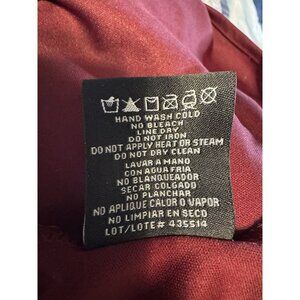 HAND WASH COLD
NO BLEACH
LINE DRY
DO NOT IRON
DO NOT APPLY HEAT OR STEAM
DO NOT DRY CLEAN
LAVAR A MANO
CON AGUA FRIA
NO BLANQUEADOR
SECAR COLGADO
NO PLANCHAR
NO APLIQUE CALOR O VAPOR
NO LIMPIAR EN SECO
LOT/LOTE# 435514